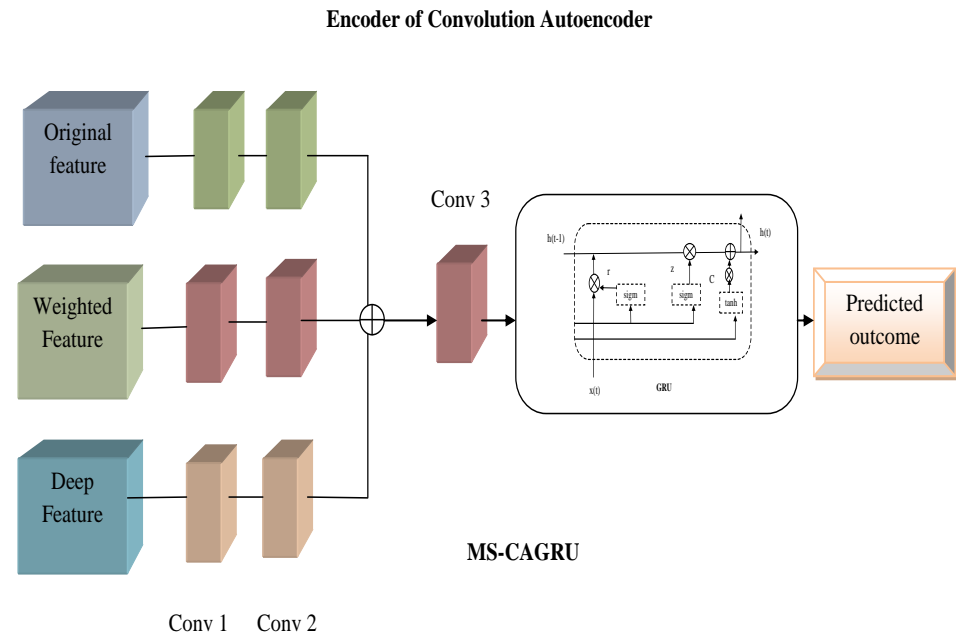 Encoder of Convolution Autoencoder
Original
feature
Conv 3
h(t-1)
h(t)
r
z
C
sigm
sigm
tanh
x(t)
GRU
Weighted
Feature
Predicted
outcome
Deep
Feature
MS-CAGRU
Conv 1
Conv 2